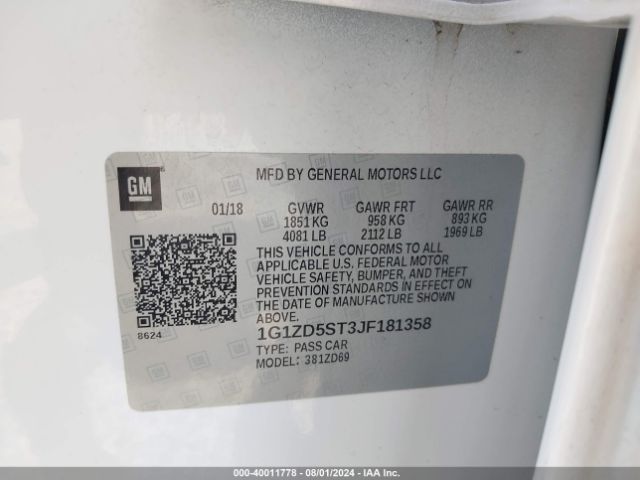 GM
MFD BY GENERAL MOTORS LLC
01/18 GVWR GAWR FRT GAWR RR
1851 KG 958 KG 893 KG
4081 LB 2112 LB 1969 LB
THIS VEHICLE CONFORMS TO ALL
APPLICABLE U.S. FEDERAL MOTOR
VEHICLE SAFETY, BUMPER, AND THEFT
PREVENTION STANDARDS IN EFFECT ON
THE DATE OF MANUFACTURE SHOWN
ABOVE.
8624
1G1ZD5ST3JF181358
TYPE: PASS CAR
MODEL: 381ZD69
000-40011778 - 08/01/2024 - IAA Inc.